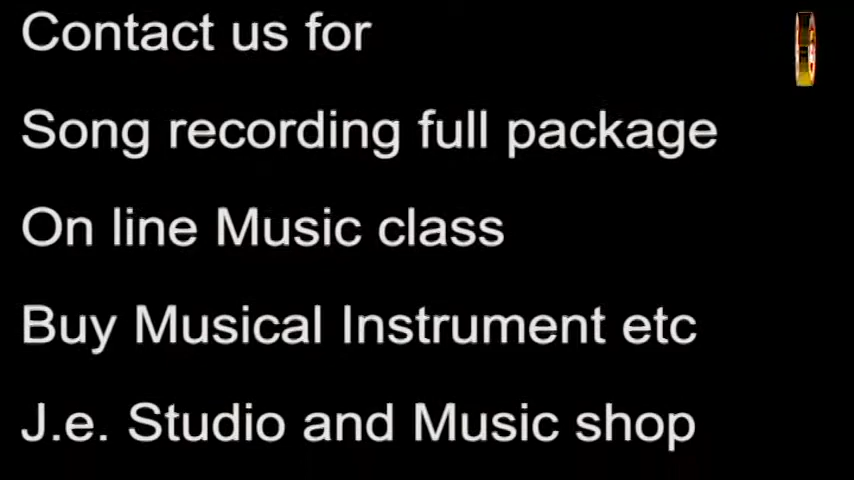 Contact us for
Song recording full package
On line Music class
Buy Musical Instrument etc
J.e. Studio and Music shop